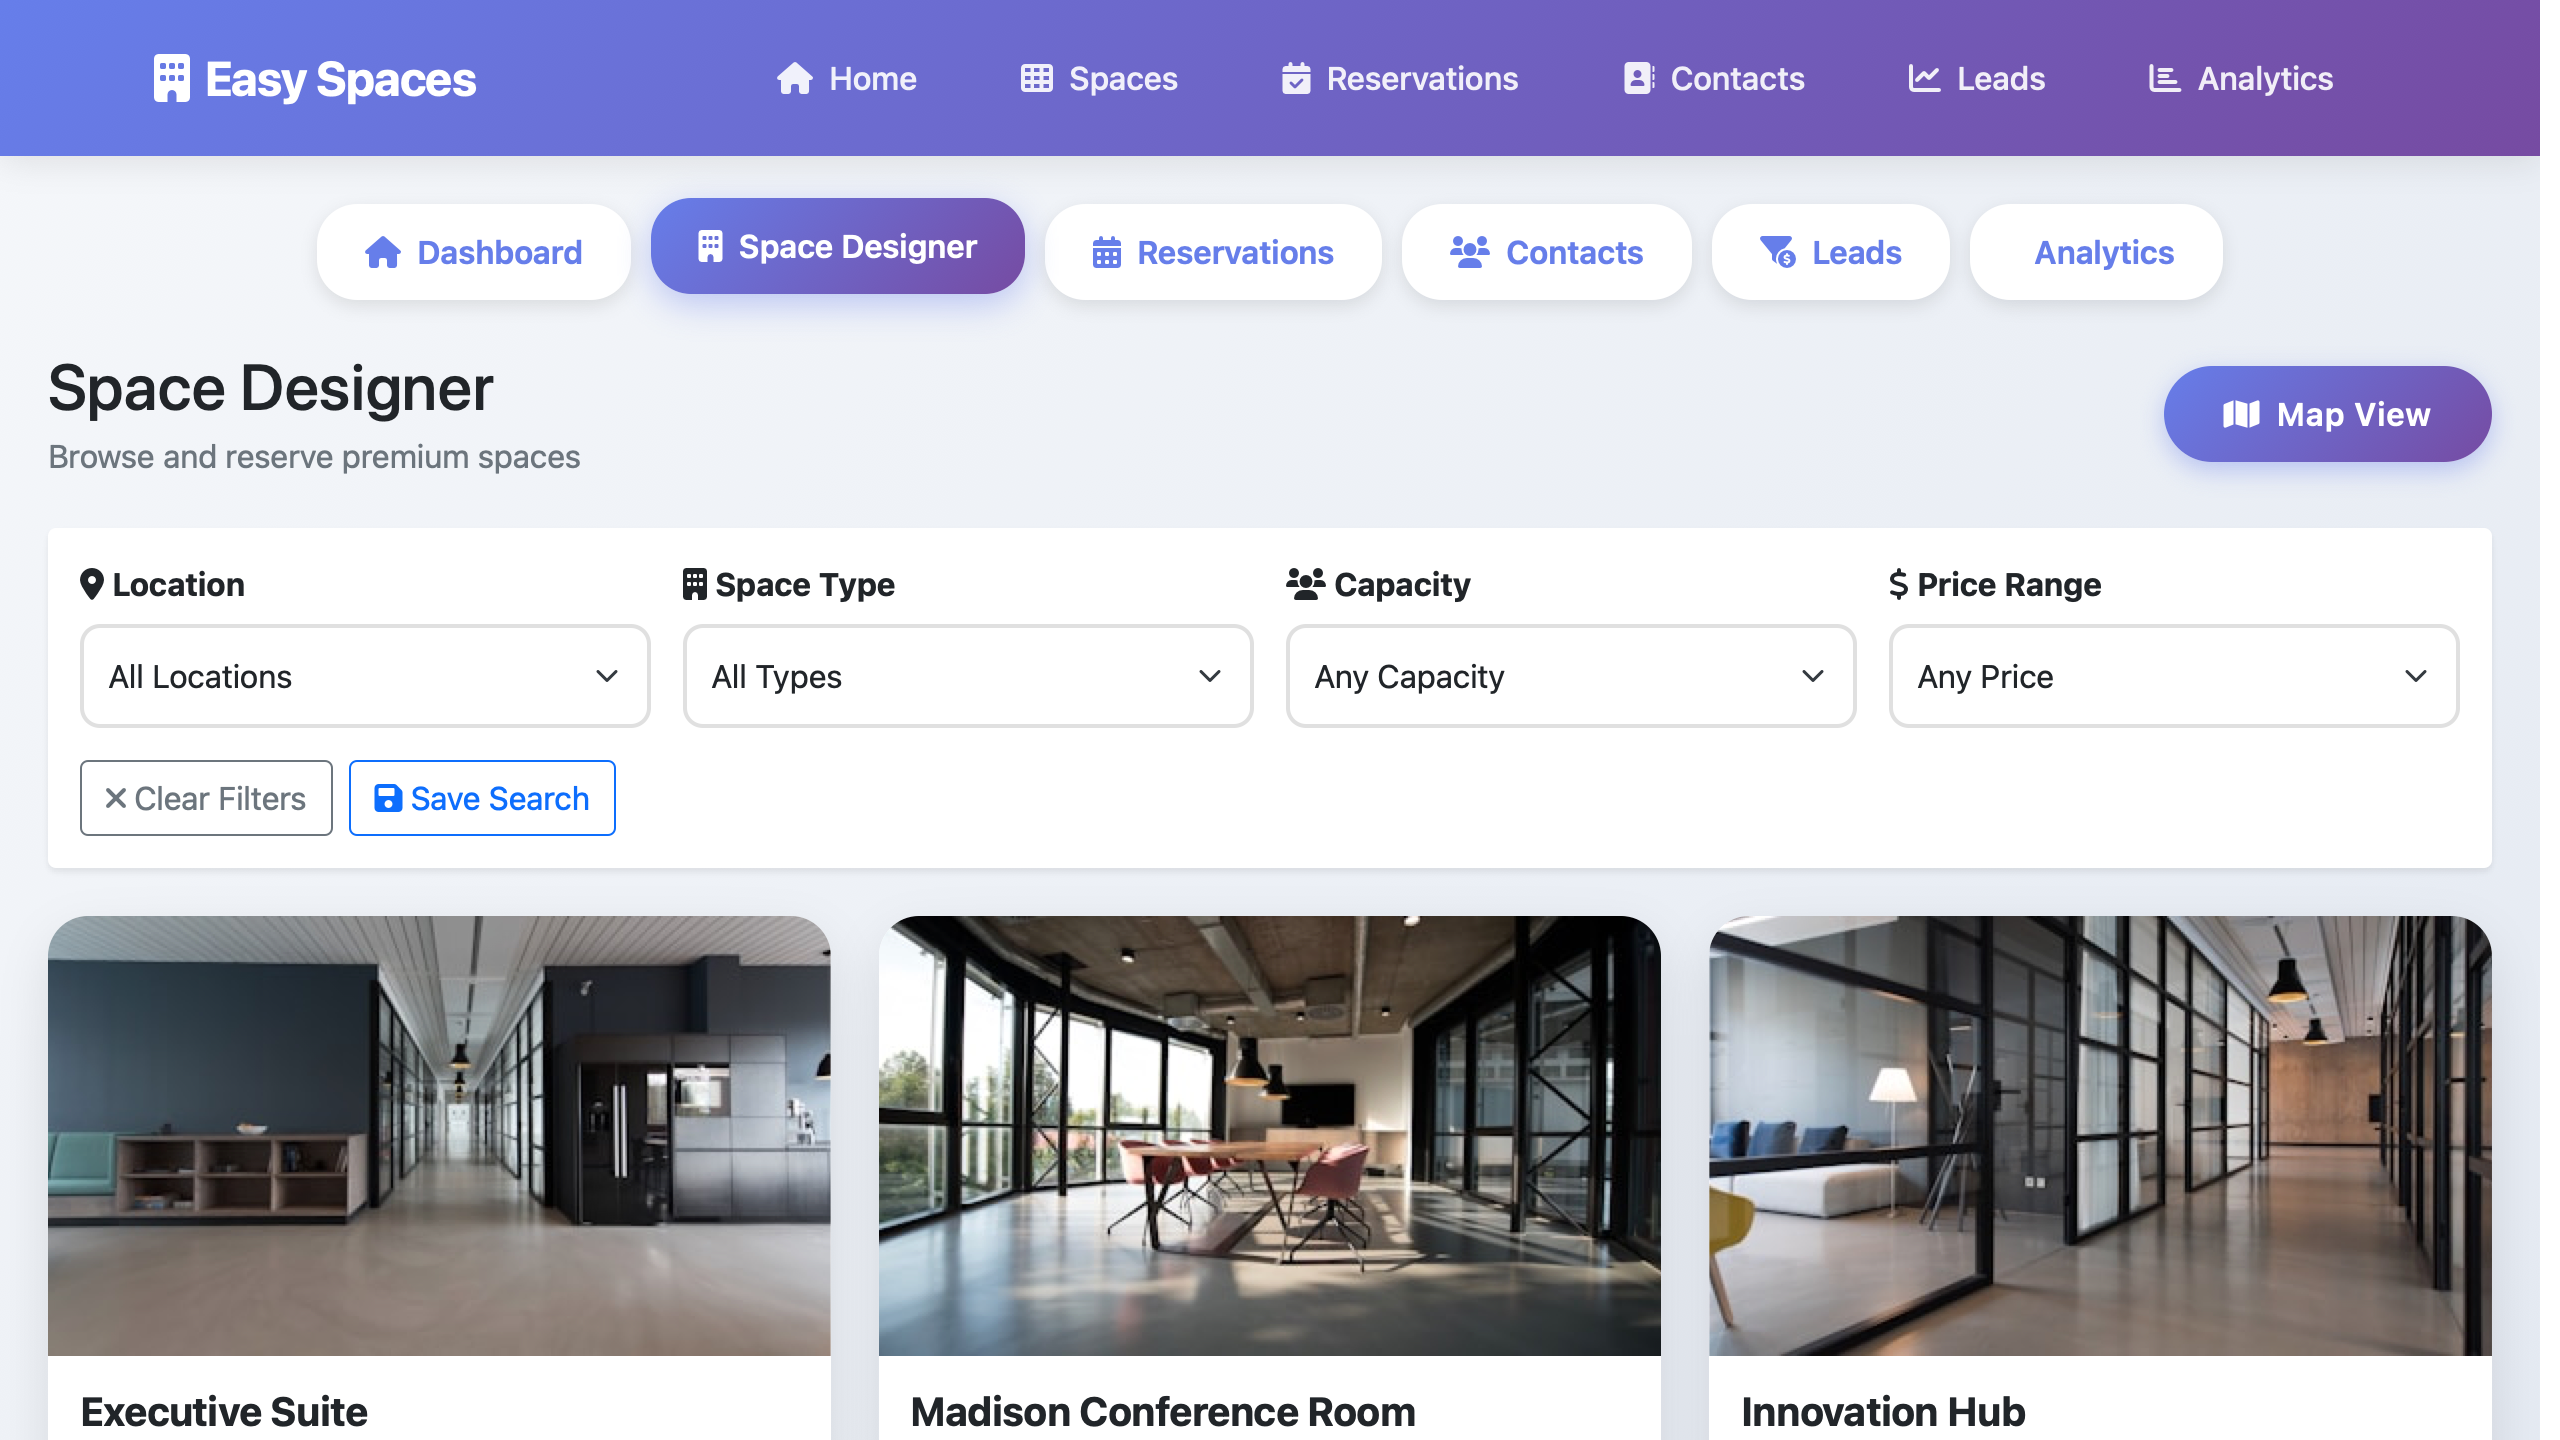 Easy Spaces
Home
Spaces
Reservations
Contacts
Leads
Analytics
Dashboard
Space Designer
Reservations
Contacts
Leads
Analytics
Space Designer
Browse and reserve premium spaces
Map View
Location
Space Type
Capacity
$ Price Range
All Locations
All Types
Any Capacity
Any Price
Clear Filters
Save Search
Executive Suite
Madison Conference Room
Innovation Hub